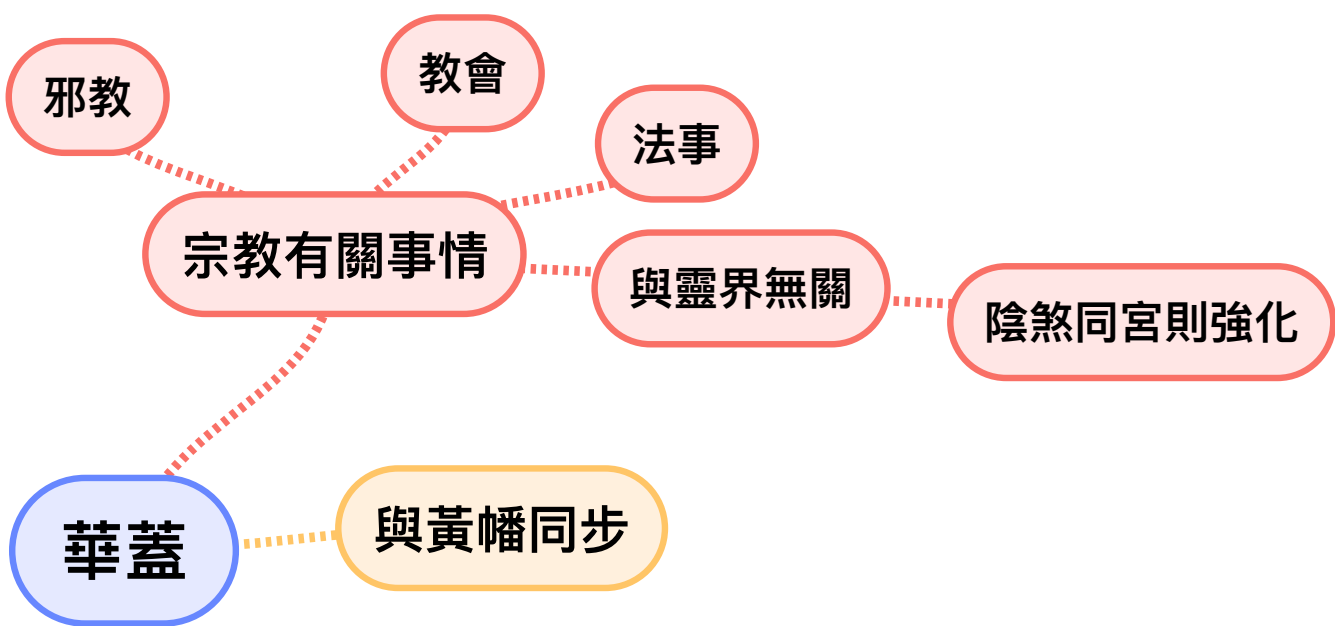 教會
邪教
法事
宗教有關事情
與靈界無關
陰煞同宮則強化
華蓋
與黃幡同步